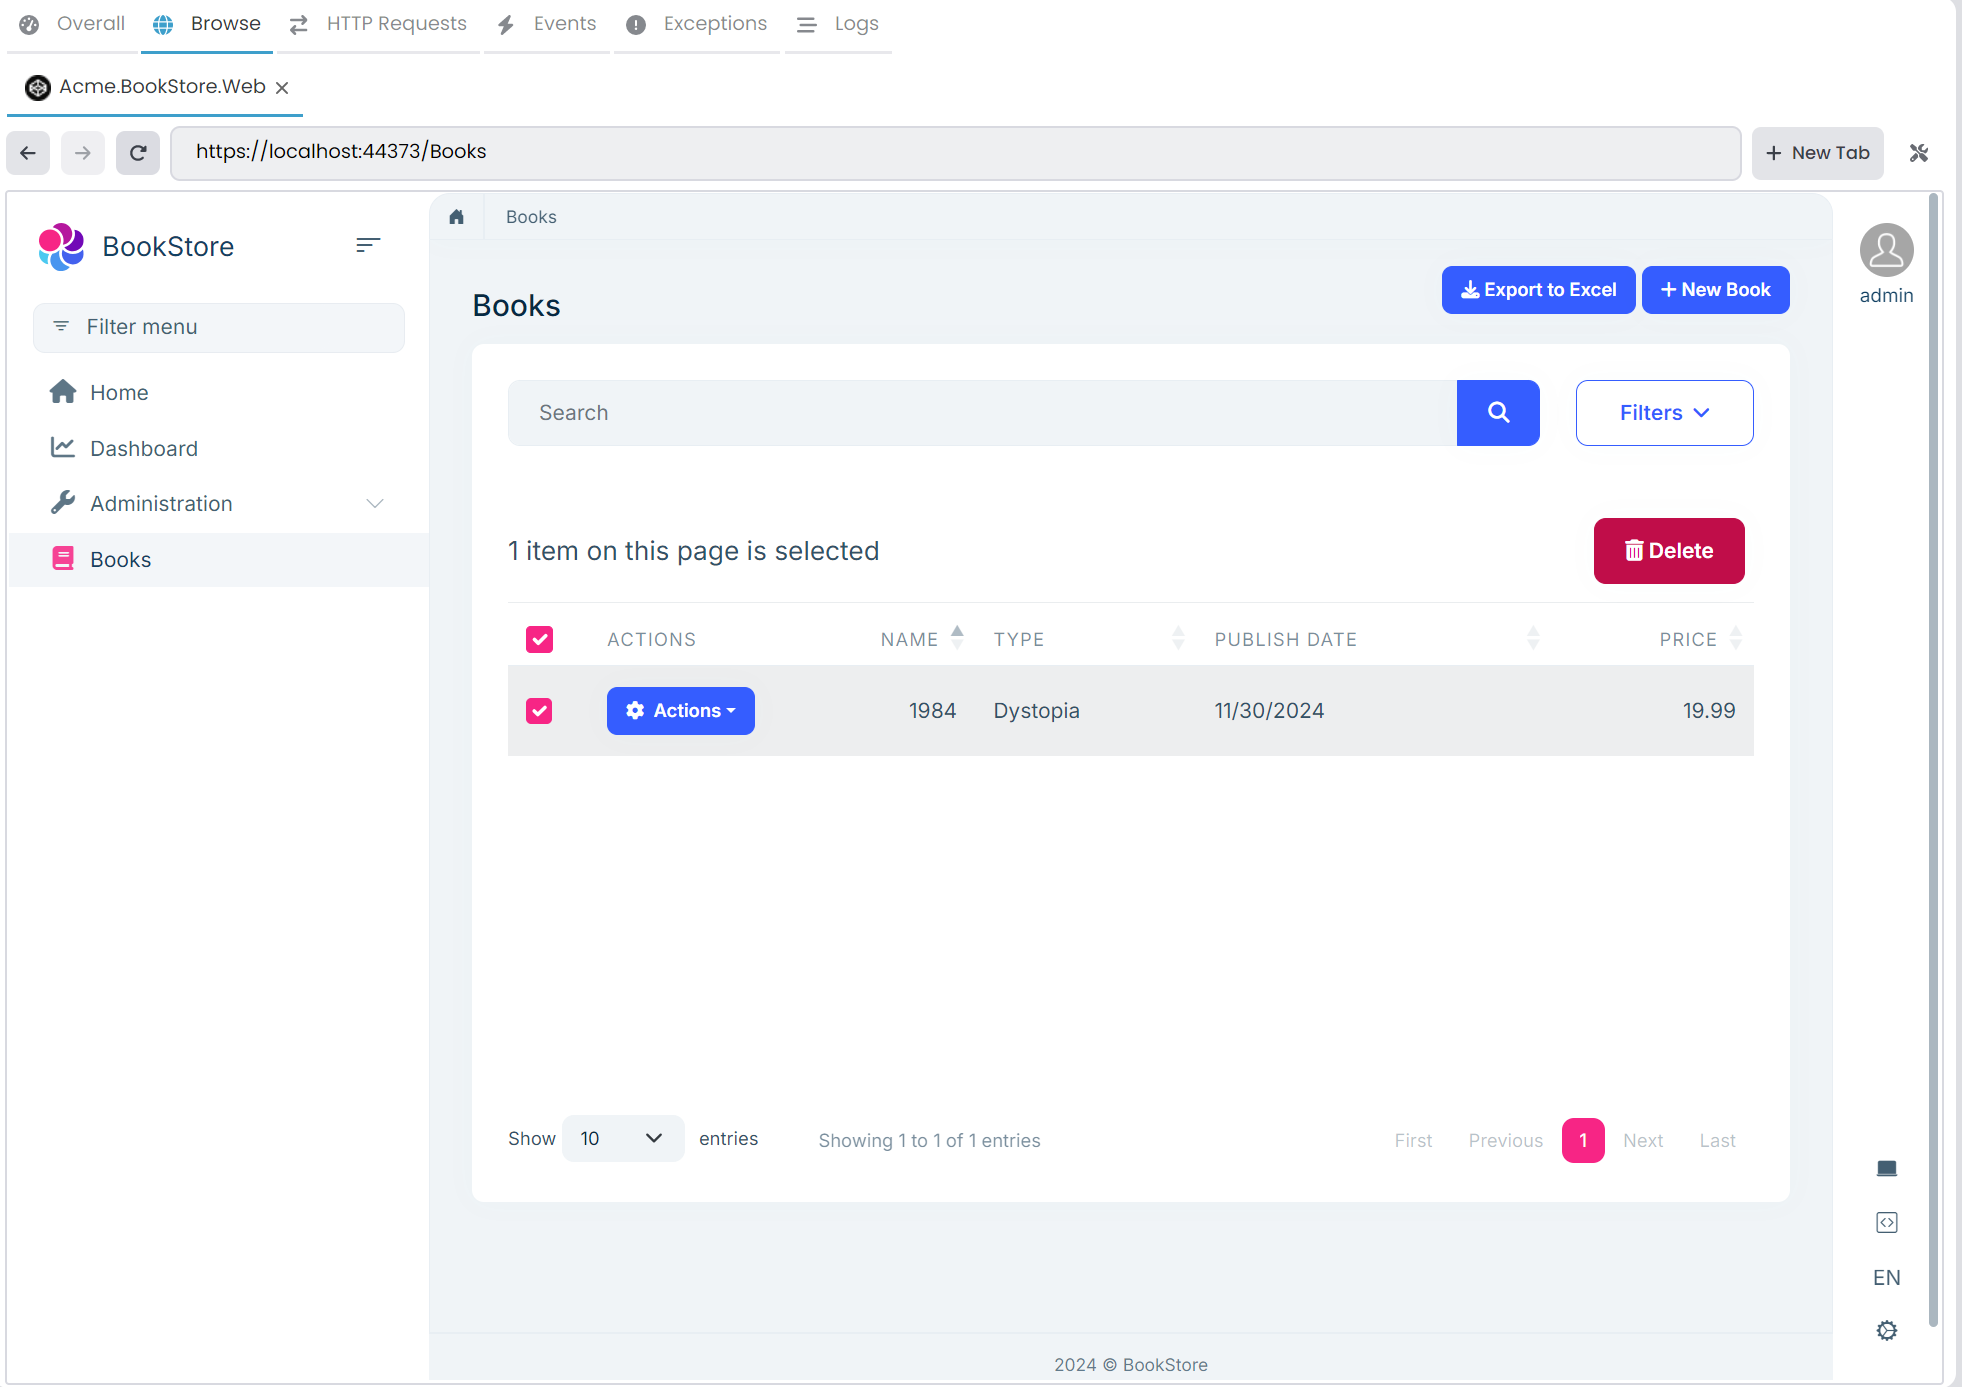 Overall Browse HTTP Requests Events Exceptions Logs
Acme.BookStore.Web
https://localhost:44373/Books
New Tab
BookStore
Filter menu
Home
Dashboard
Administration
Books
Books
Books
Export to Excel
New Book
Search
Filters
1 item on this page is selected
Delete
ACTIONS NAME TYPE PUBLISH DATE PRICE
Actions 1984 Dystopia 11/30/2024 19.99
Show 10 entries Showing 1 to 1 of 1 entries First Previous 1 Next Last
2024 © BookStore
admin
EN